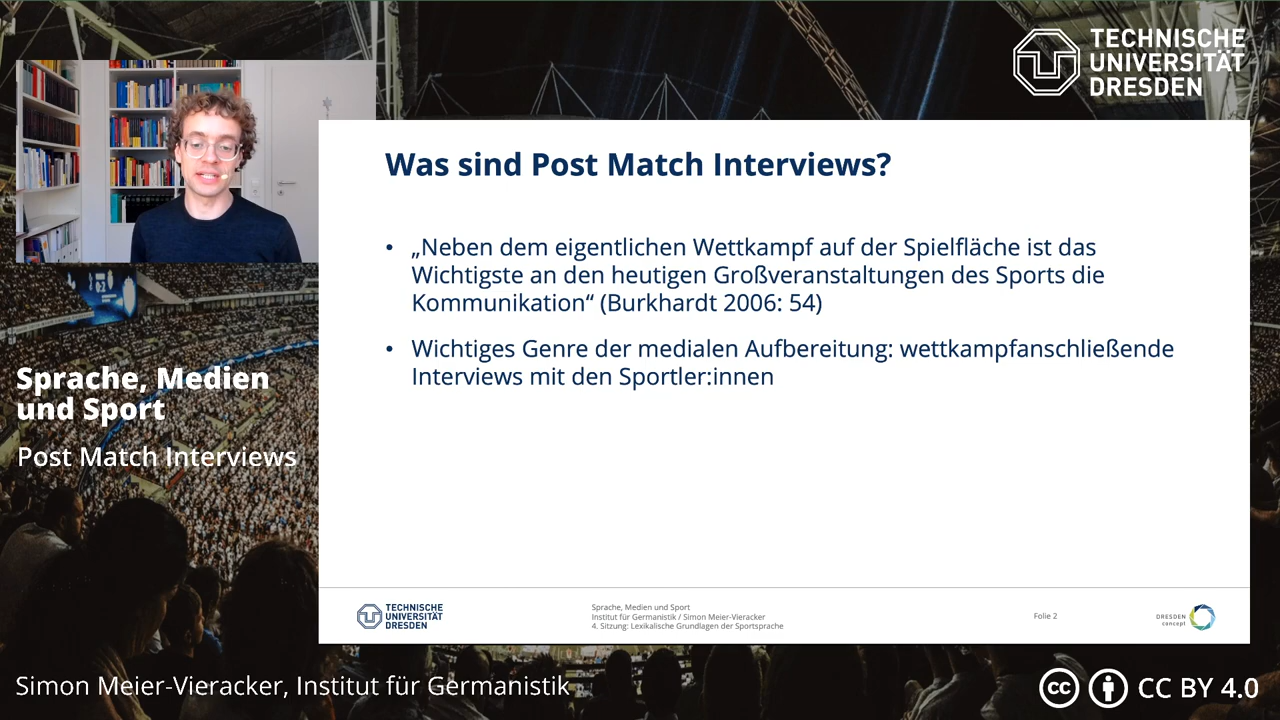 TECHNISCHE
UNIVERSITÄT
DRESDEN
Was sind Post Match Interviews?
• „Neben dem eigentlichen Wettkampf auf der Spielfläche ist das
Wichtigste an den heutigen Großveranstaltungen des Sports die
Kommunikation“ (Burkhardt 2006: 54)
• Wichtiges Genre der medialen Aufbereitung: wettkampfanschließende
Interviews mit den Sportler:innen
Sprache, Medien
und Sport
Post Match Interviews
TECHNISCHE
UNIVERSITÄT
DRESDEN
Sprache, Medien und Sport
Institut für Germanistik / Simon Meier-Vieracker
4. Sitzung: Lexikalische Grundlagen der Sportsprache
Folie 2
DRESDEN
concept
Simon Meier-Vieracker, Institut für Germanistik
cc CC BY 4.0